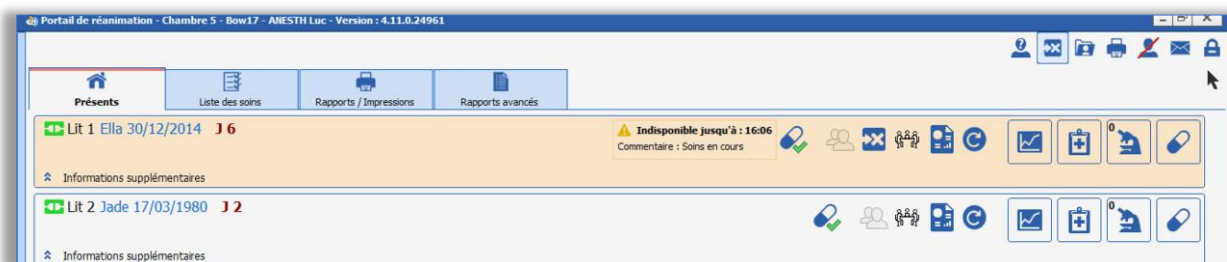 Portail de réanimation - Chambre 5 - Bow17 - ANESTH Luc - Version : 4.11.0.24961
Présents
Liste des soins
Rapports / Impressions
Rapports avancés
Lit 1 Ella 30/12/2014 J 6
Indisponible jusqu'à : 16:06
Commentaire : Soins en cours
0
Informations supplémentaires
Lit 2 Jade 17/03/1980 J 2
0
Informations supplémentaires